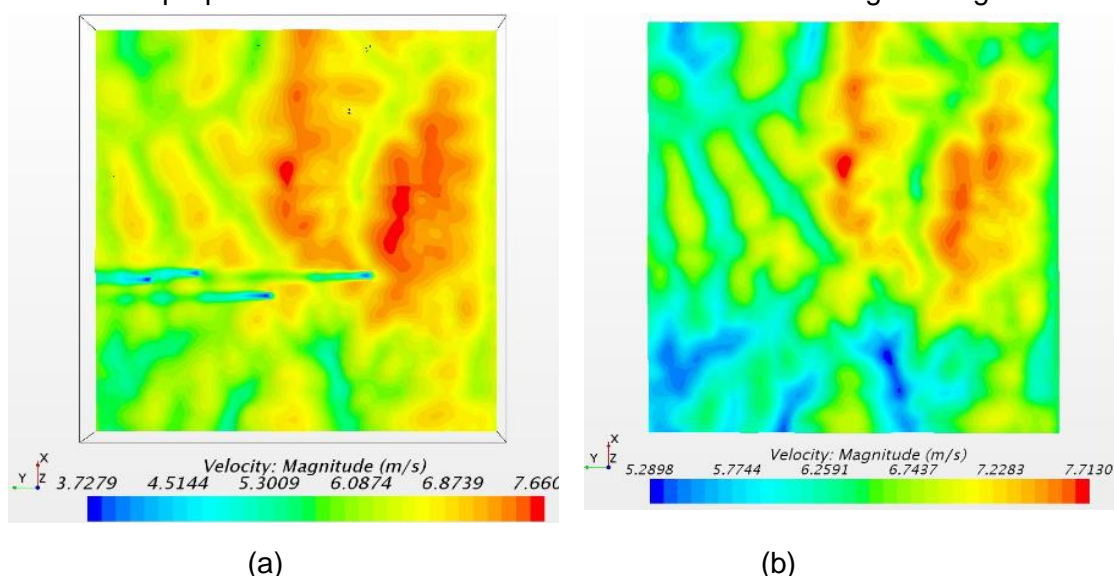 X
Y Z
Velocity: Magnitude (m/s)
3.7279 4.5144 5.3009 6.0874 6.8739 7.660
(a)
X
Y Z
Velocity: Magnitude (m/s)
5.2898 5.7744 6.2591 6.7437 7.2283 7.7130
(b)